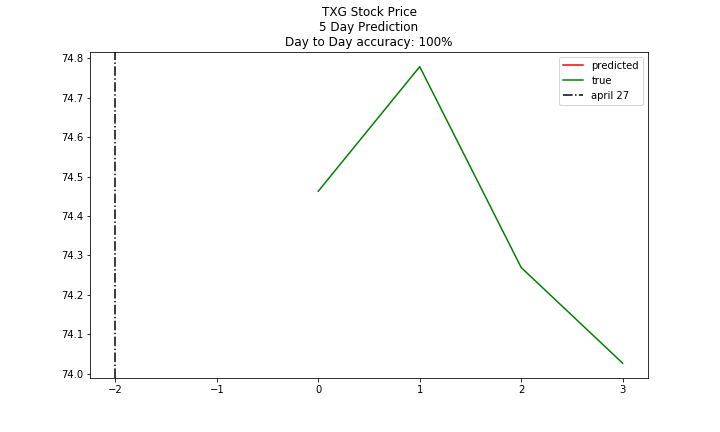 TXG Stock Price
5 Day Prediction
Day to Day accuracy: 100%
predicted
true
april 27
74.8
74.7
74.6
74.5
74.4
74.3
74.2
74.1
74.0
−2
−1
0
1
2
3